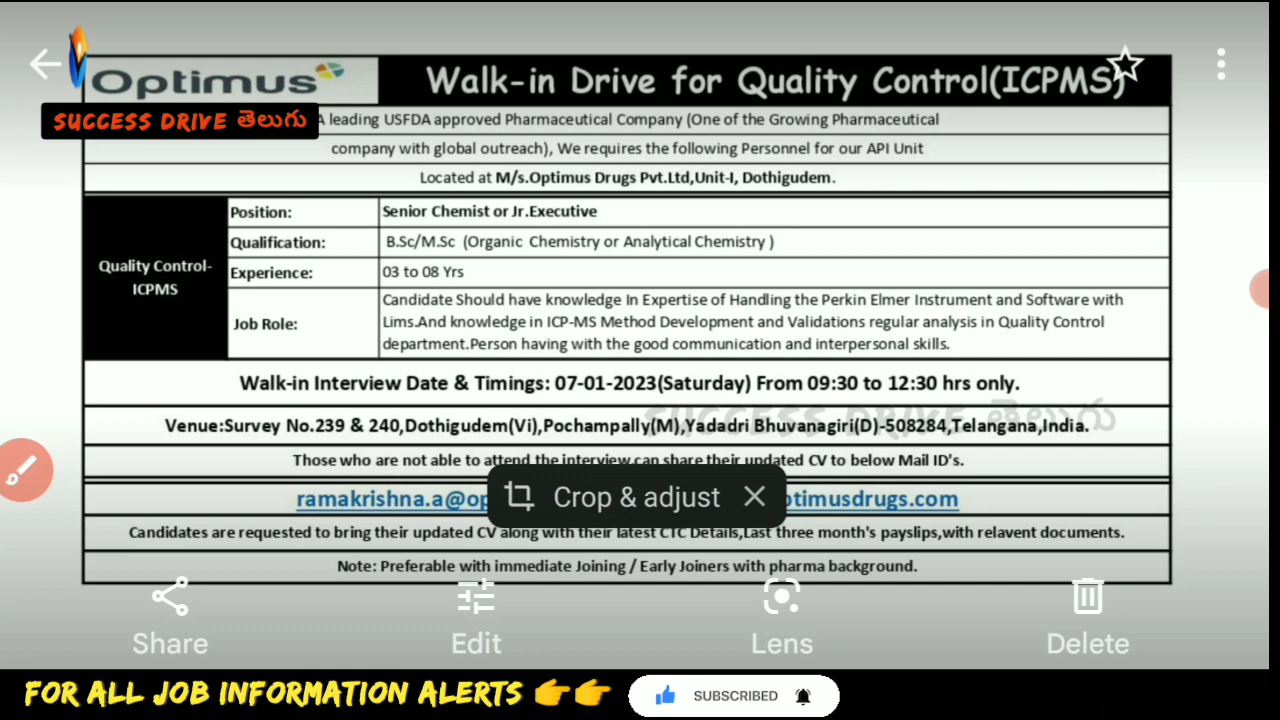 Optimus
Walk-in Drive for Quality Control(ICPMS)
SUCCESS DRIVE తెలుగు
A leading USFDA approved Pharmaceutical Company (One of the Growing Pharmaceutical
company with global outreach), We requires the following Personnel for our API Unit
Located at M/s.Optimus Drugs Pvt.Ltd,Unit-I, Dothigudem.
Quality Control-
ICPMS
Position: Senior Chemist or Jr.Executive
Qualification: B.Sc/M.Sc (Organic Chemistry or Analytical Chemistry )
Experience: 03 to 08 Yrs
Job Role: Candidate Should have knowledge In Expertise of Handling the Perkin Elmer Instrument and Software with
Lims.And knowledge in ICP-MS Method Development and Validations regular analysis in Quality Control
department.Person having with the good communication and interpersonal skills.
Walk-in Interview Date & Timings: 07-01-2023(Saturday) From 09:30 to 12:30 hrs only.
SUCCESS DRIVE తెలుగు
Venue:Survey No.239 & 240,Dothigudem(Vi),Pochampally(M),Yadadri Bhuvanagiri(D)-508284,Telangana,India.
Those who are not able to attend the interview,can share their updated CV to below Mail ID's.
ramakrishna.a@op
Crop & adjust
timusdrugs.com
Candidates are requested to bring their updated CV along with their latest CTC Details,Last three month's payslips,with relavent documents.
Note: Preferable with immediate Joining / Early Joiners with pharma background.
Share Edit Lens Delete
FOR ALL JOB INFORMATION ALERTS
SUBSCRIBED